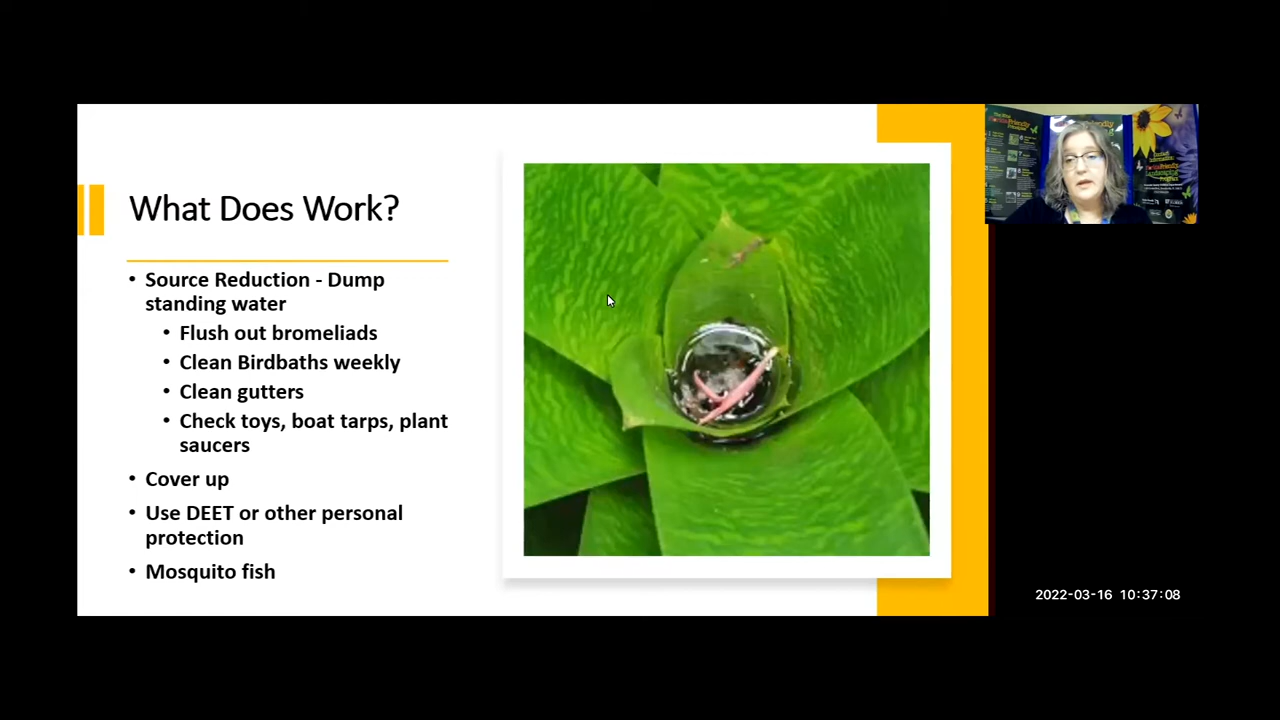 What Does Work?
• Source Reduction - Dump
standing water
• Flush out bromeliads
• Clean Birdbaths weekly
• Clean gutters
• Check toys, boat tarps, plant
saucers
• Cover up
• Use DEET or other personal
protection
• Mosquito fish
2022-03-16 10:37:08